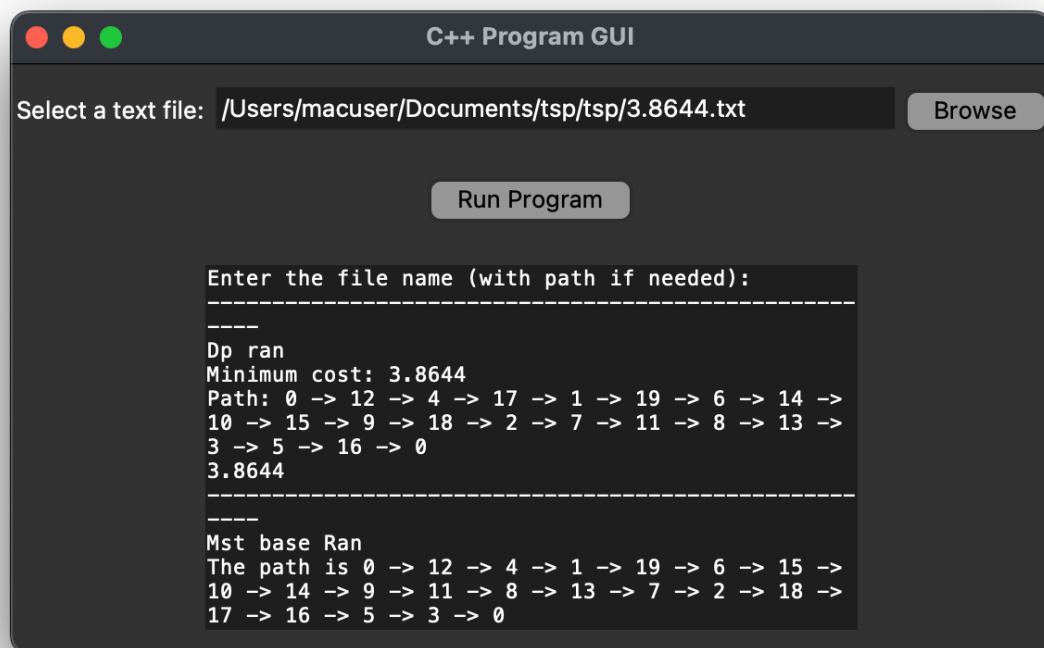 C++ Program GUI
Select a text file: /Users/macuser/Documents/tsp/tsp/3.8644.txt Browse
Run Program
Enter the file name (with path if needed):
--------------------------------------------------
----
Dp ran
Minimum cost: 3.8644
Path: 0 -> 12 -> 4 -> 17 -> 1 -> 19 -> 6 -> 14 ->
10 -> 15 -> 9 -> 18 -> 2 -> 7 -> 11 -> 8 -> 13 ->
3 -> 5 -> 16 -> 0
3.8644
--------------------------------------------------
----
Mst base Ran
The path is 0 -> 12 -> 4 -> 1 -> 19 -> 6 -> 15 ->
10 -> 14 -> 9 -> 11 -> 8 -> 13 -> 7 -> 2 -> 18 ->
17 -> 16 -> 5 -> 3 -> 0